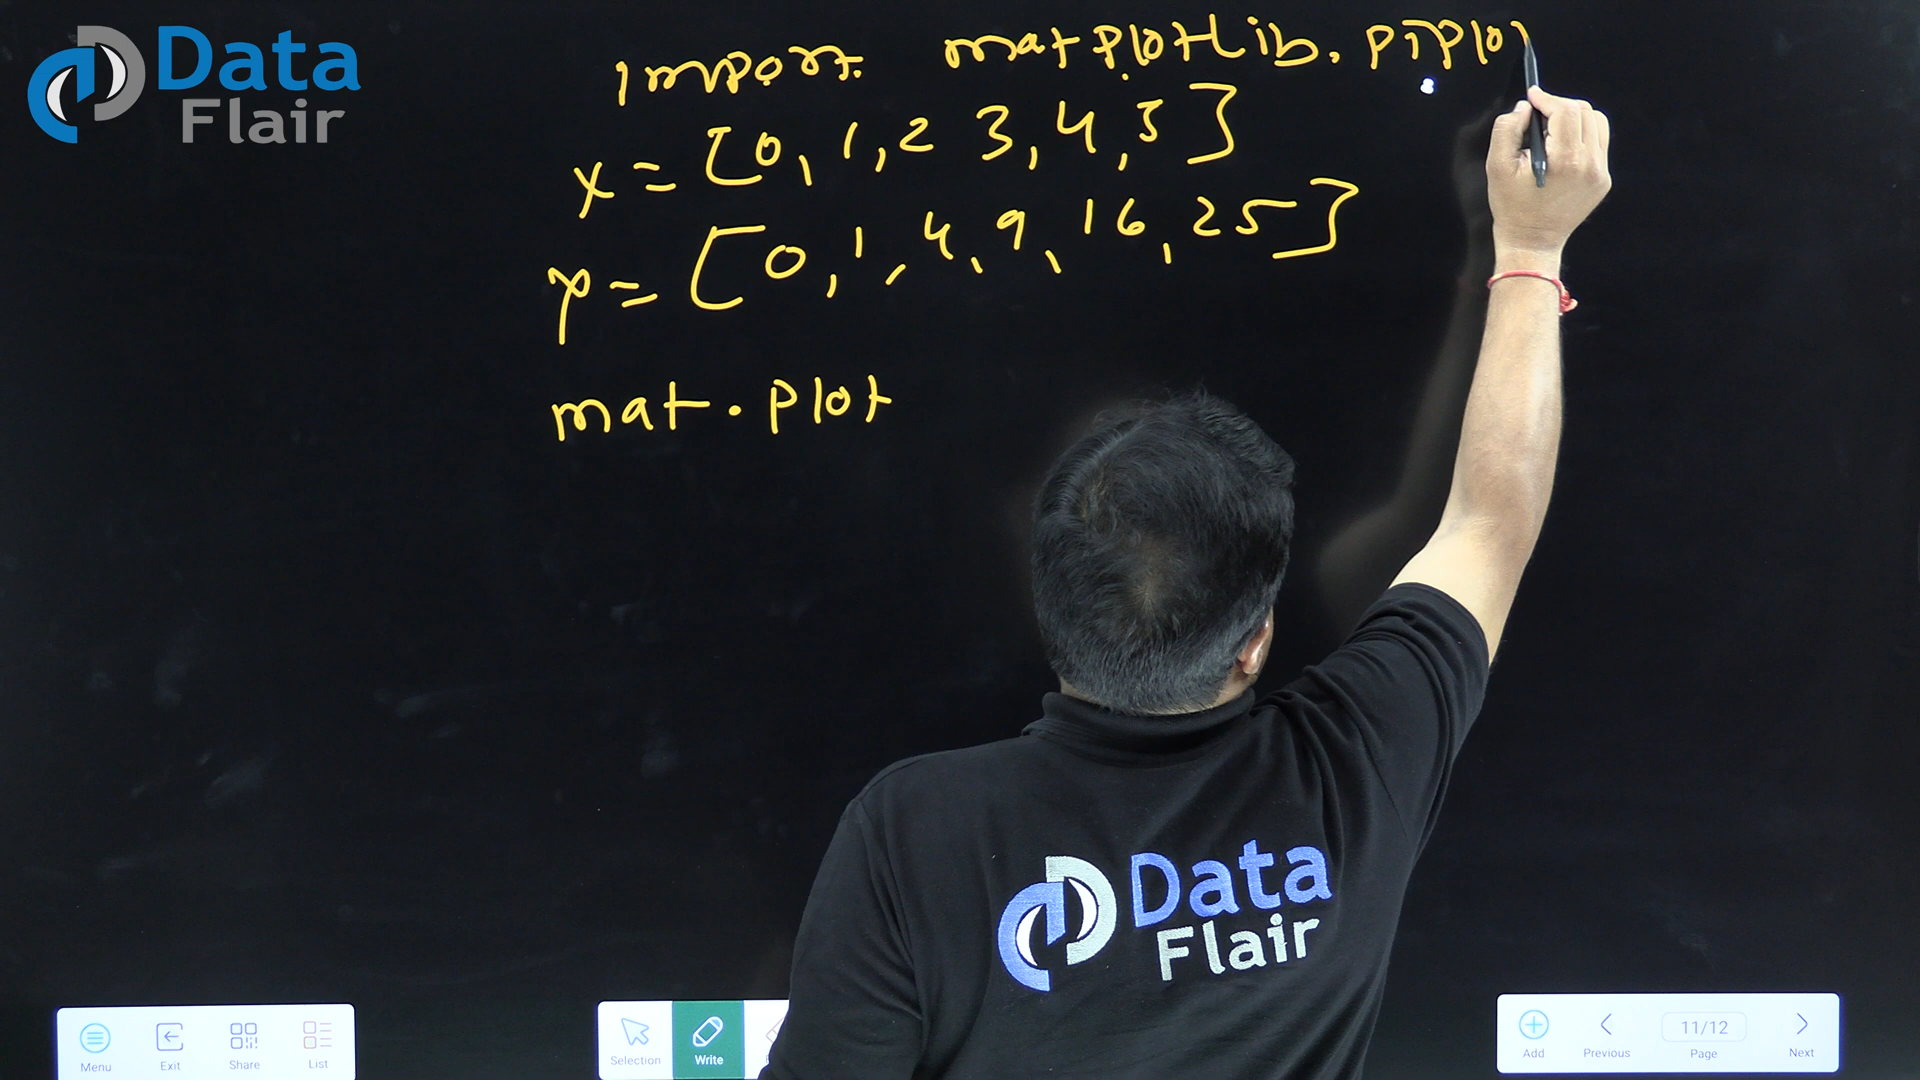 Data
Flair
import matplotlib.piplot
x = [0, 1, 2 3, 4, 5]
y = [0, 1, 4, 9, 16, 25]
mat.plot
Data
Flair
Menu
Exit
Share
List
Selection
Write
Add
Previous
11/12
Page
Next